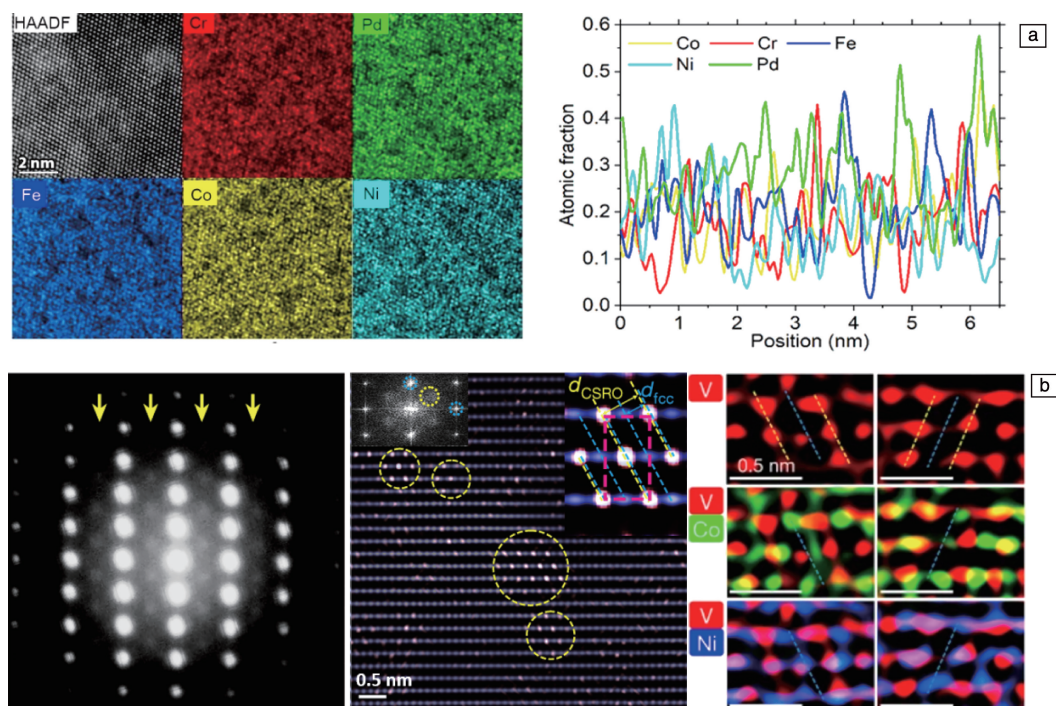 HAADF
Cr
Pd
2 nm
Fe
Co
Ni
a
Atomic fraction
0.6
0.5
0.4
0.3
0.2
0.1
0.0
Co Cr Fe
Ni Pd
0 1 2 3 4 5 6
Position (nm)
b
dCSRO
dfcc
0.5 nm
V
0.5 nm
V
Co
V
Ni